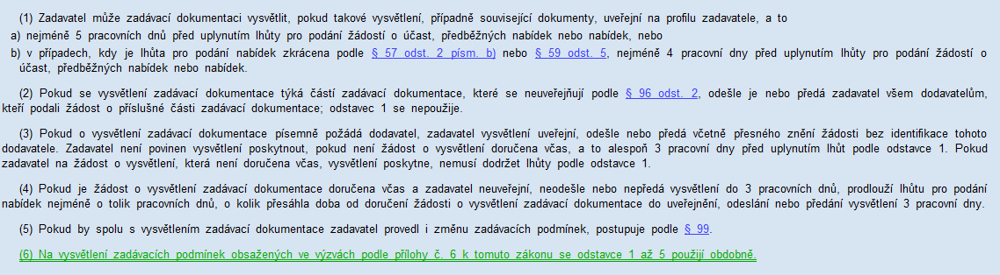 (1) Zadavatel může zadávací dokumentaci vysvětlit, pokud takové vysvětlení, případně související dokumenty, uveřejní na profilu zadavatele, a to
a) nejméně 5 pracovních dnů před uplynutím lhůty pro podání žádostí o účast, předběžných nabídek nebo nabídek, nebo
b) v případech, kdy je lhůta pro podání nabídek zkrácena podle § 57 odst. 2 písm. b) nebo § 59 odst. 5, nejméně 4 pracovní dny před uplynutím lhůty pro podání žádostí o
účast, předběžných nabídek nebo nabídek.
(2) Pokud se vysvětlení zadávací dokumentace týká částí zadávací dokumentace, které se neuveřejňují podle § 96 odst. 2, odešle je nebo předá zadavatel všem dodavatelům,
kteří podali žádost o příslušné části zadávací dokumentace; odstavec 1 se nepoužije.
(3) Pokud o vysvětlení zadávací dokumentace písemně požádá dodavatel, zadavatel vysvětlení uveřejní, odešle nebo předá včetně přesného znění žádosti bez identifikace tohoto
dodavatele. Zadavatel není povinen vysvětlení poskytnout, pokud není žádost o vysvětlení doručena včas, a to alespoň 3 pracovní dny před uplynutím lhůt podle odstavce 1. Pokud
zadavatel na žádost o vysvětlení, která není doručena včas, vysvětlení poskytne, nemusí dodržet lhůty podle odstavce 1.
(4) Pokud je žádost o vysvětlení zadávací dokumentace doručena včas a zadavatel neuveřejní, neodešle nebo nepředá vysvětlení do 3 pracovních dnů, prodlouží lhůtu pro podání
nabídek nejméně o tolik pracovních dnů, o kolik přesáhla doba od doručení žádosti o vysvětlení zadávací dokumentace do uveřejnění, odeslání nebo předání vysvětlení 3 pracovní dny.
(5) Pokud by spolu s vysvětlením zadávací dokumentace zadavatel provedl i změnu zadávacích podmínek, postupuje podle § 99.
(6) Na vysvětlení zadávacích podmínek obsažených ve výzvách podle přílohy č. 6 k tomuto zákonu se odstavce 1 až 5 použijí obdobně.